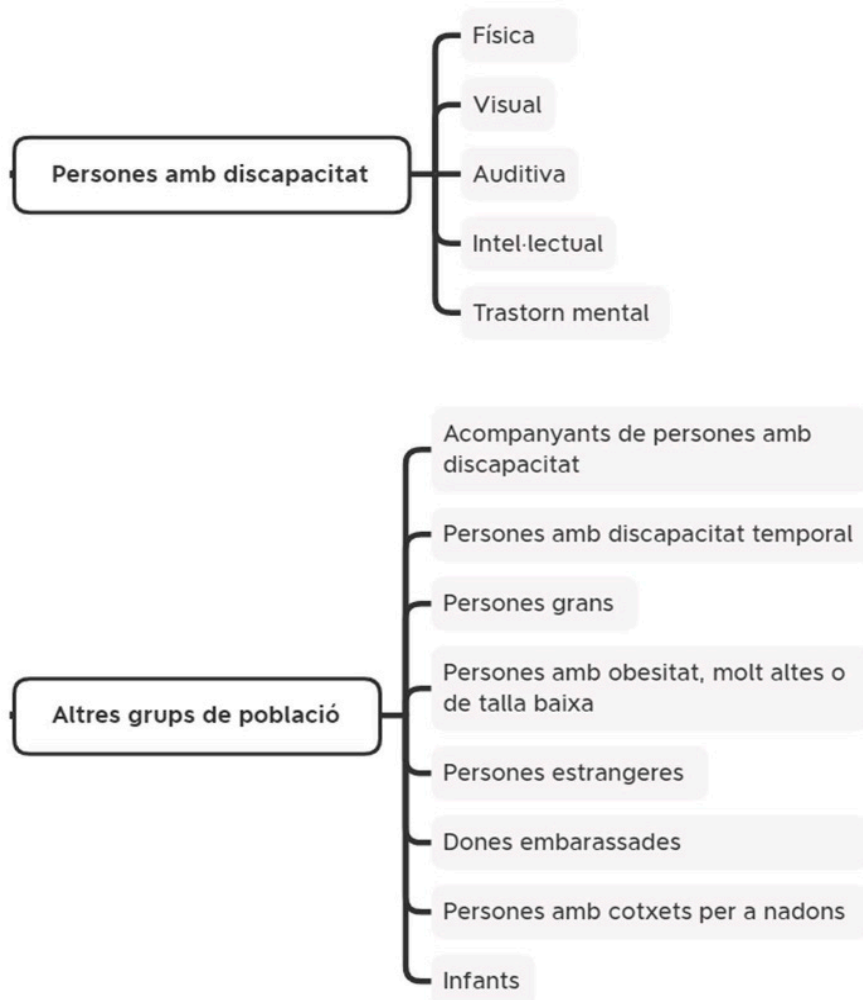 Persones amb discapacitat
Física
Visual
Auditiva
Intel·lectual
Trastorn mental
Altres grups de població
Acompanyants de persones amb
discapacitat
Persones amb discapacitat temporal
Persones grans
Persones amb obesitat, molt altes o
de talla baixa
Persones estrangeres
Dones embarassades
Persones amb cotxets per a nadons
Infants